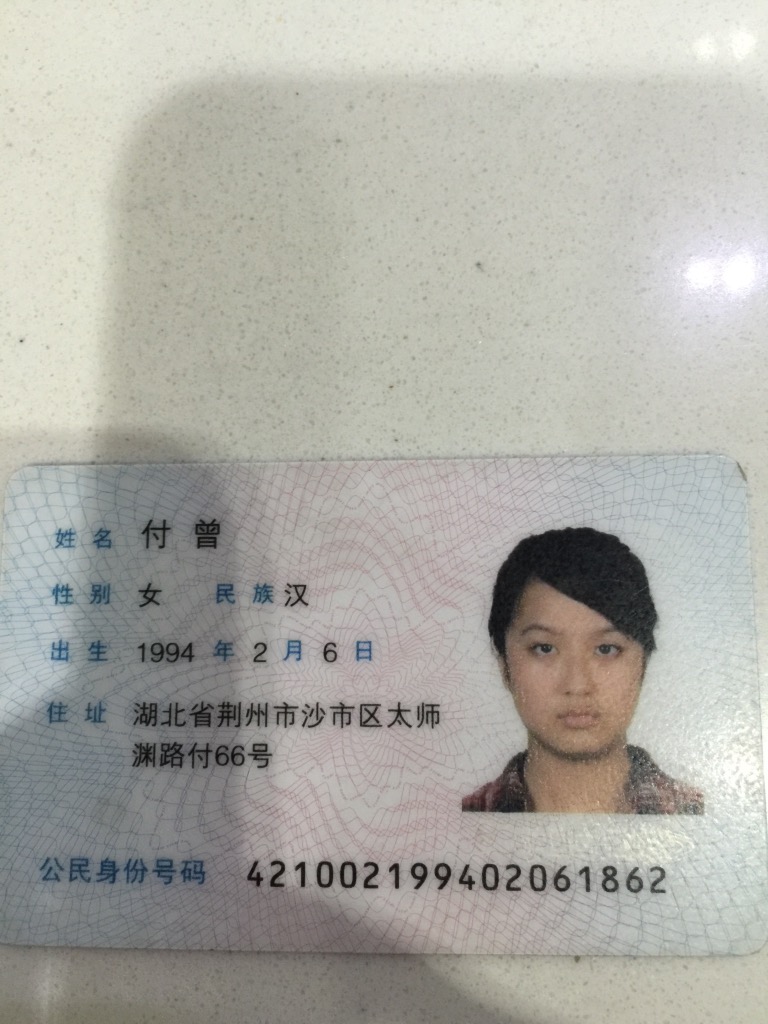 姓名 付曾
性别 女 民族 汉
出生 1994 年 2 月 6 日
住址 湖北省荆州市沙市区太师
渊路付66号
公民身份号码 421002199402061862